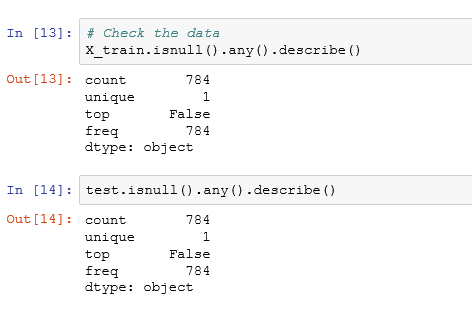 In [13]: # Check the data
X_train.isnull().any().describe()
Out[13]: count 784
unique 1
top False
freq 784
dtype: object
In [14]: test.isnull().any().describe()
Out[14]: count 784
unique 1
top False
freq 784
dtype: object